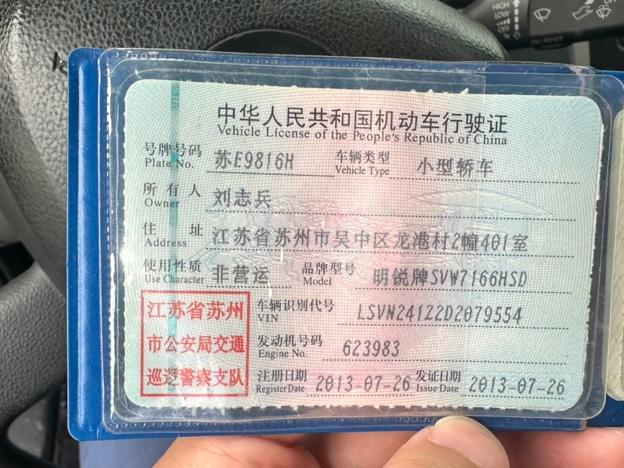 HIGH
LOW
OFF
中华人民共和国机动车行驶证
Vehicle License of the People's Republic of China
号牌号码 苏E9816H 车辆类型 小型轿车
Plate No. Vehicle Type
所有人 刘志兵
Owner
住址 江苏省苏州市吴中区龙港村2幢401室
Address
使用性质 非营运 品牌型号 明锐牌SVW7166HSD
Use Character Model
江苏省苏州
市公安局交通
巡逻警察支队
车辆识别代号 LSVN24122D2079554
VIN
发动机号码 623983
Engine No.
注册日期 2013-07-26 发证日期 2013-07-26
Register Date Issue Date